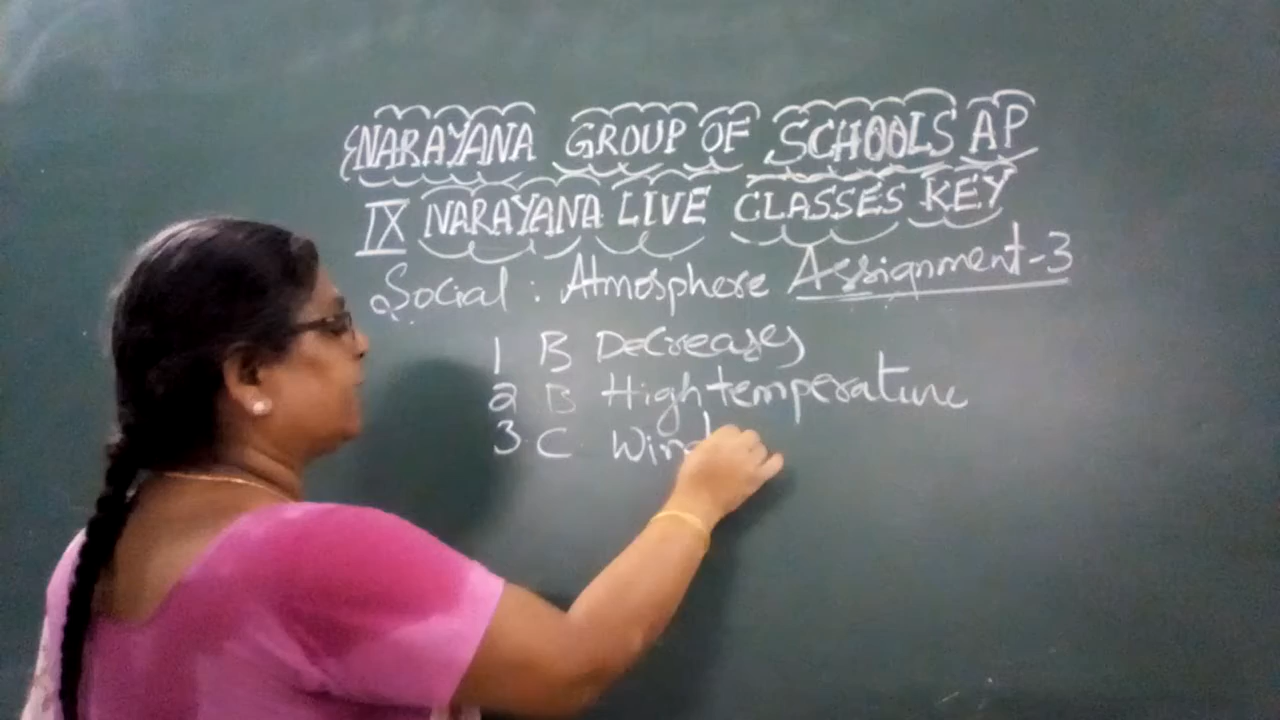 NARAYANA GROUP OF SCHOOLS AP
IX NARAYANA LIVE CLASSES KEY
Social : Atmosphere Assignment-3
1 B Decreases
2 B High temperature
3 C Wind